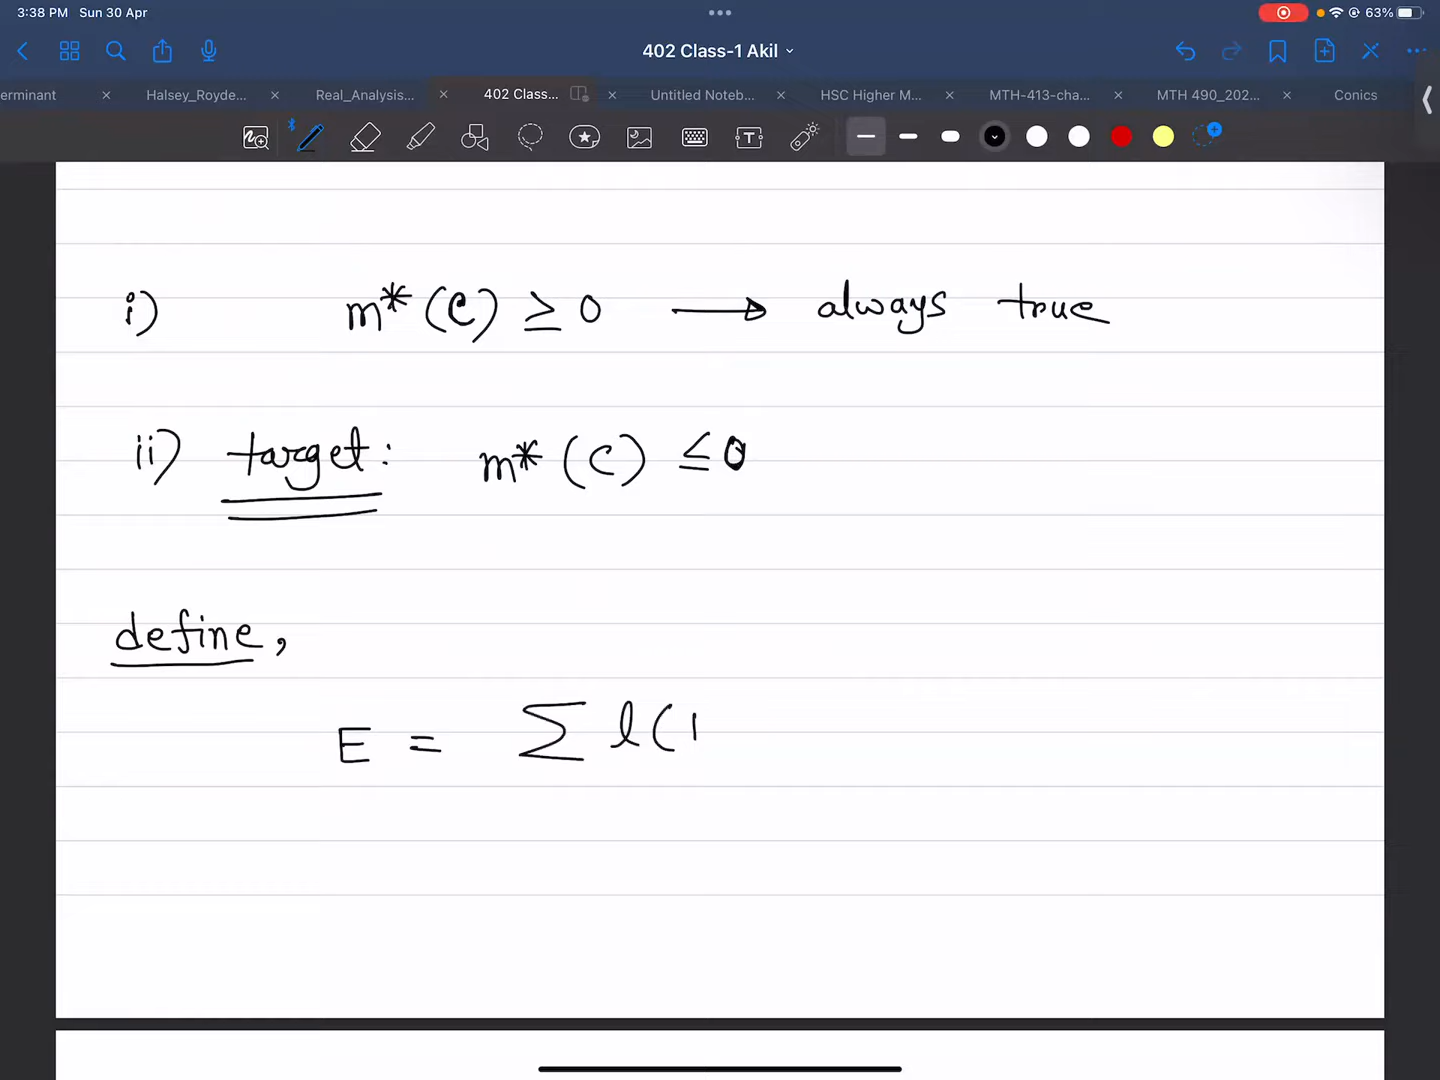 3:38 PM Sun 30 Apr 63%
402 Class-1 Akil
erminant Halsey_Royde... Real_Analysis... 402 Class... Untitled Noteb... HSC Higher M... MTH-413-cha... MTH 490_202... Conics
i) m*(C) ≥ 0 → always true
ii) target: m*(C) ≤ 0
define,
E = Σ l(